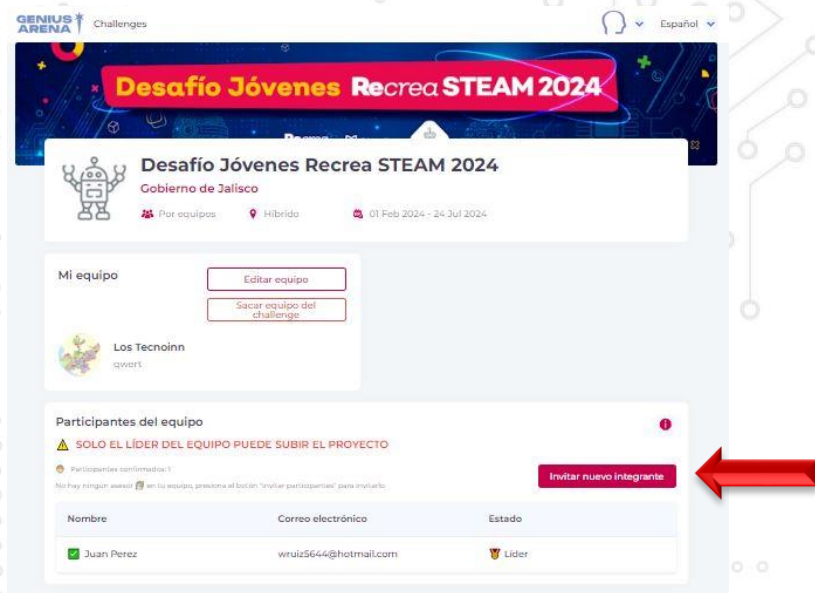 GENIUS ARENA Challenges Español
Desafío Jóvenes Recrea STEAM 2024
Desafío Jóvenes Recrea STEAM 2024
Gobierno de Jalisco
Por equipos Híbrido 01 Feb 2024 - 24 Jul 2024
Mi equipo Editar equipo
Sacar equipo del
challenge
Los Tecnoinn
qwert
Participantes del equipo
SOLO EL LÍDER DEL EQUIPO PUEDE SUBIR EL PROYECTO
Participantes confirmados: 1
No hay ningún asesor en tu equipo, presiona el botón "invitar participantes" para invitarlo.
Invitar nuevo integrante
Nombre Correo electrónico Estado
Juan Perez wruiz5644@hotmail.com Líder